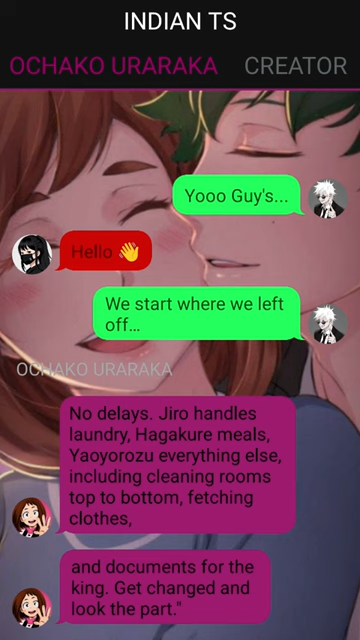 INDIAN TS
OCHAKO URARAKA CREATOR
Yooo Guy's...
Hello 👋
We start where we left
off...
OCHAKO URARAKA
No delays. Jiro handles
laundry, Hagakure meals,
Yaoyorozu everything else,
including cleaning rooms
top to bottom, fetching
clothes,
and documents for the
king. Get changed and
look the part."